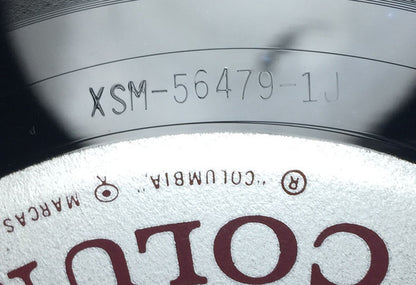 XSM-56479-1J
® "COLUMBIA", MARCAS
COLU